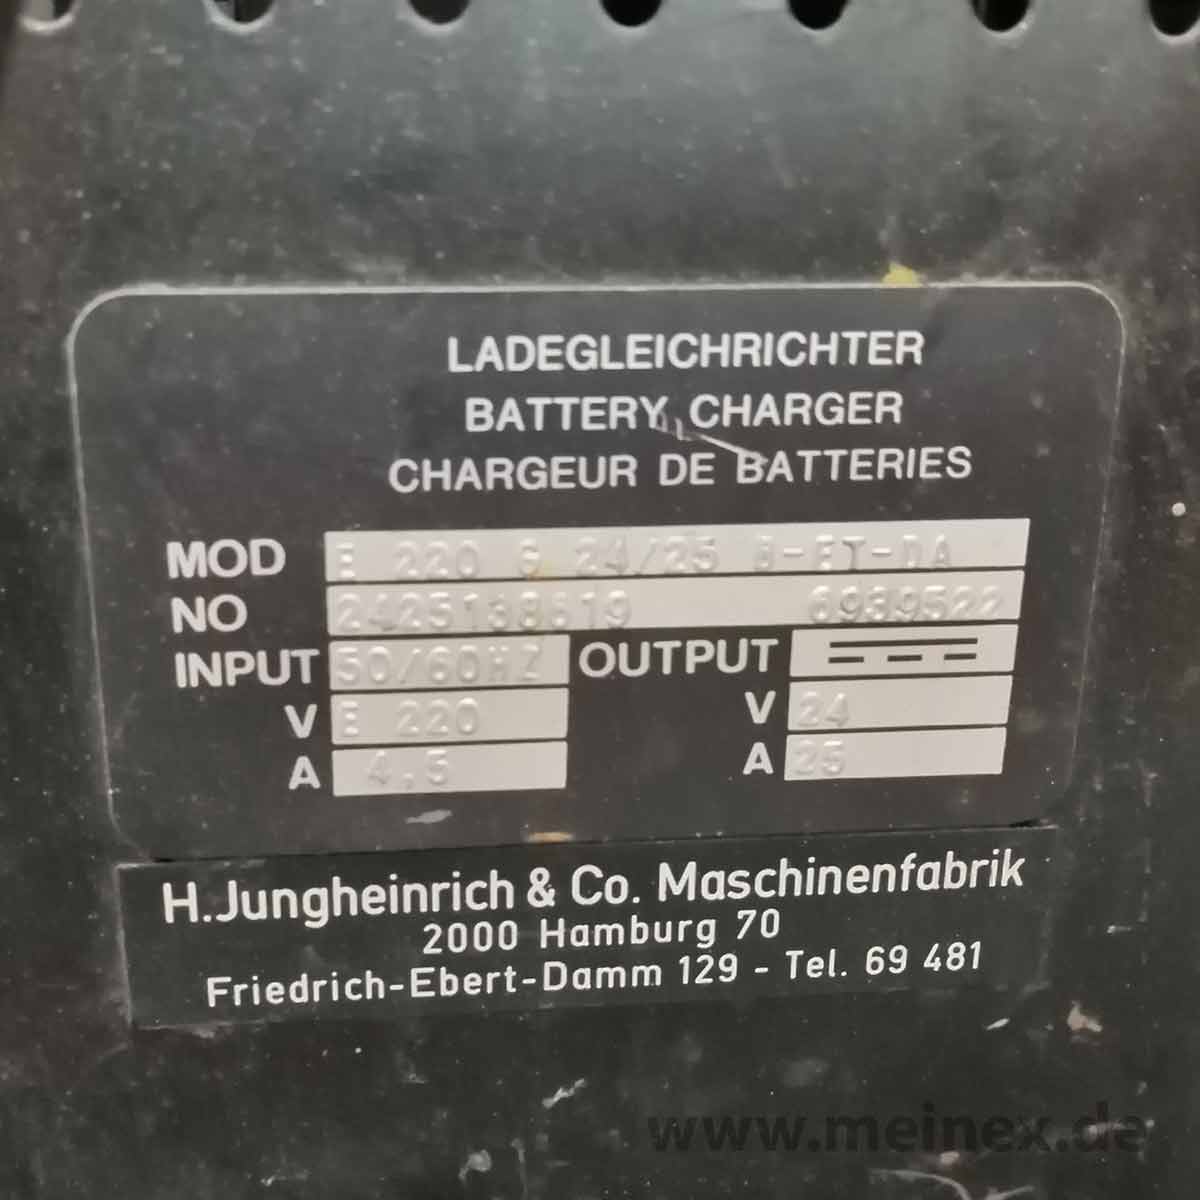 LADEGLEICHRICHTER
BATTERY CHARGER
CHARGEUR DE BATTERIES
MOD E 220 G 24/25 B-ET-DA
NO 2425138619 6939522
INPUT 50/60HZ OUTPUT
V E 220 V 24
A 4,5 A 25
H.Jungheinrich & Co. Maschinenfabrik
2000 Hamburg 70
Friedrich-Ebert-Damm 129 - Tel. 69 481
www.meinex.de